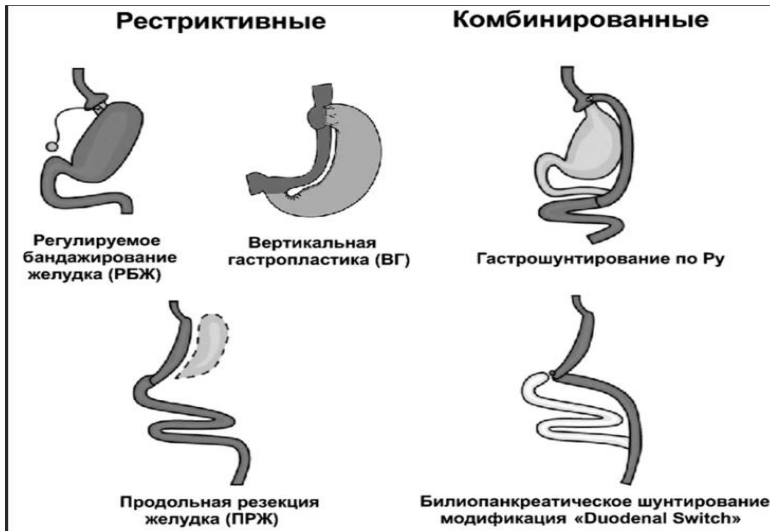 Рестриктивные
Комбинированные
Регулируемое
бандажирование
желудка (РБЖ)
Вертикальная
гастропластика (ВГ)
Гастрошунтирование по Ру
Продольная резекция
желудка (ПРЖ)
Билиопанкреатическое шунтирование
модификация «Duodenal Switch»